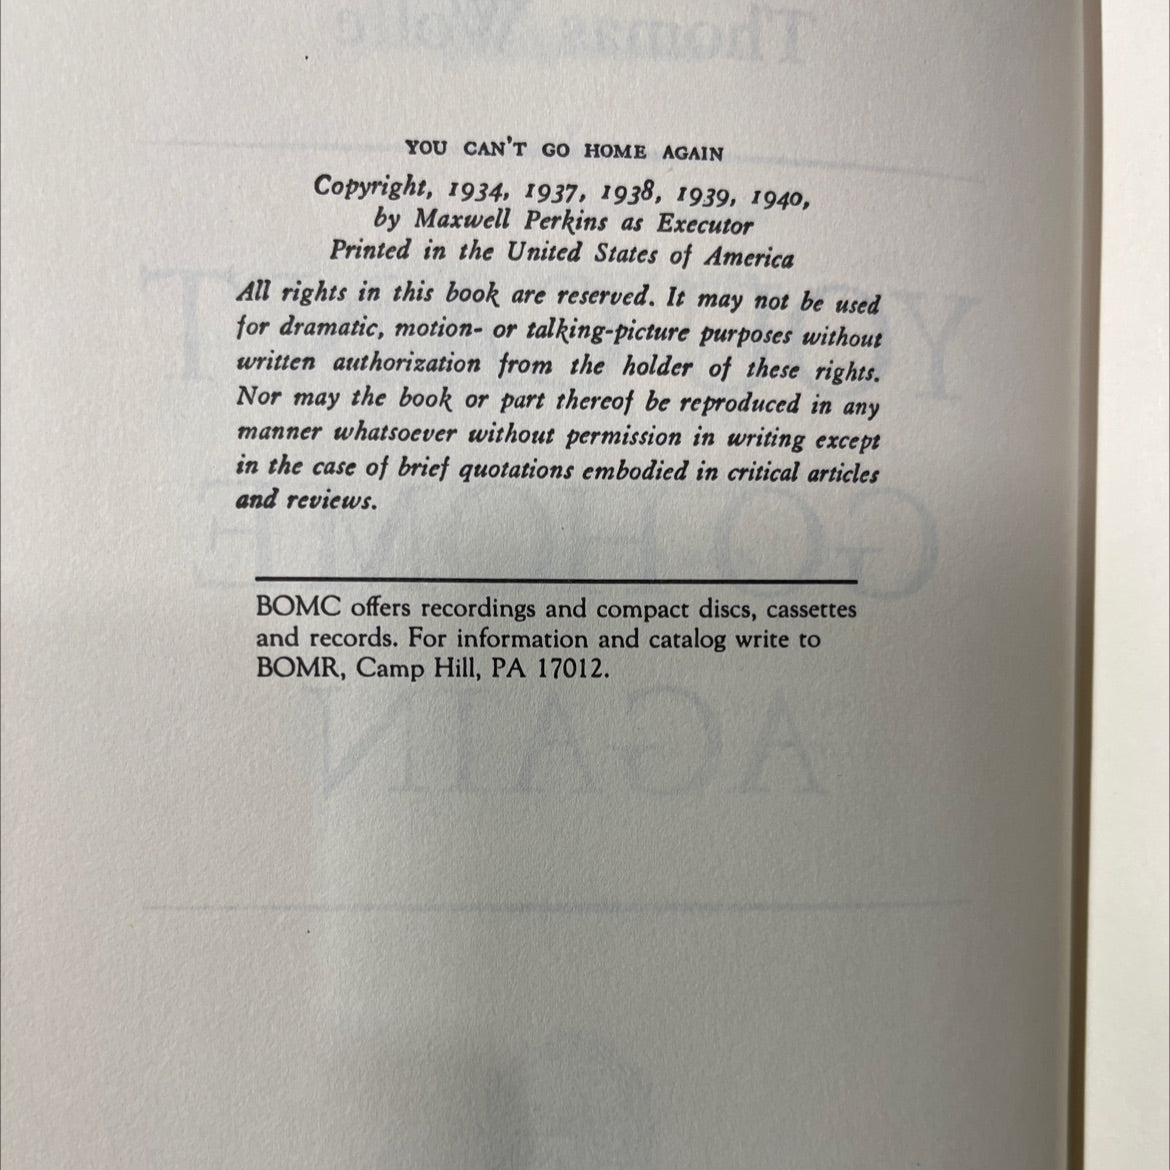 YOU CAN'T GO HOME AGAIN
Copyright, 1934, 1937, 1938, 1939, 1940,
by Maxwell Perkins as Executor
Printed in the United States of America
All rights in this book are reserved. It may not be used
for dramatic, motion- or talking-picture purposes without
written authorization from the holder of these rights.
Nor may the book or part thereof be reproduced in any
manner whatsoever without permission in writing except
in the case of brief quotations embodied in critical articles
and reviews.
BOMC offers recordings and compact discs, cassettes
and records. For information and catalog write to
BOMR, Camp Hill, PA 17012.